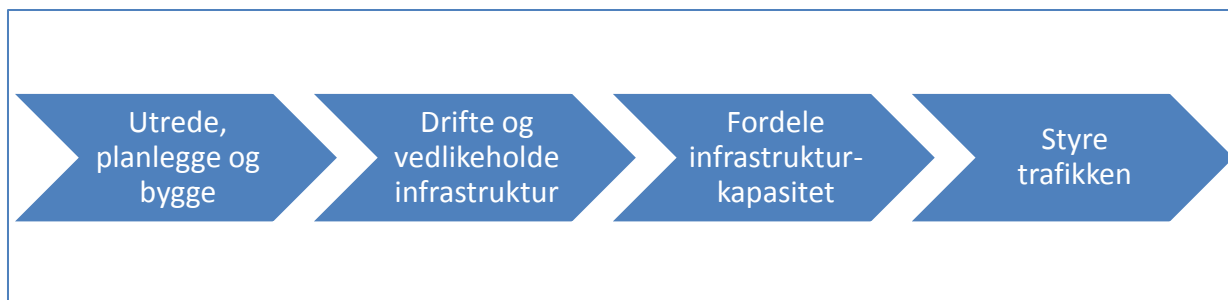 Utrede,
planlegge og
bygge
Drifte og
vedlikeholde
infrastruktur
Fordele
infrastruktur-
kapasitet
Styre
trafikken